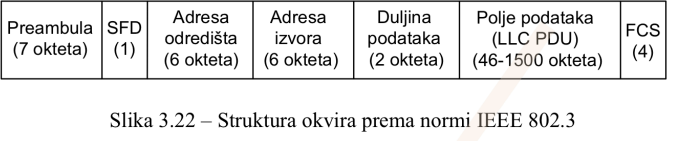 Preambula
(7 okteta)
SFD
(1)
Adresa
odredišta
(6 okteta)
Adresa
izvora
(6 okteta)
Duljina
podataka
(2 okteta)
Polje podataka
(LLC PDU)
(46-1500 okteta)
FCS
(4)
Slika 3.22 – Struktura okvira prema normi IEEE 802.3